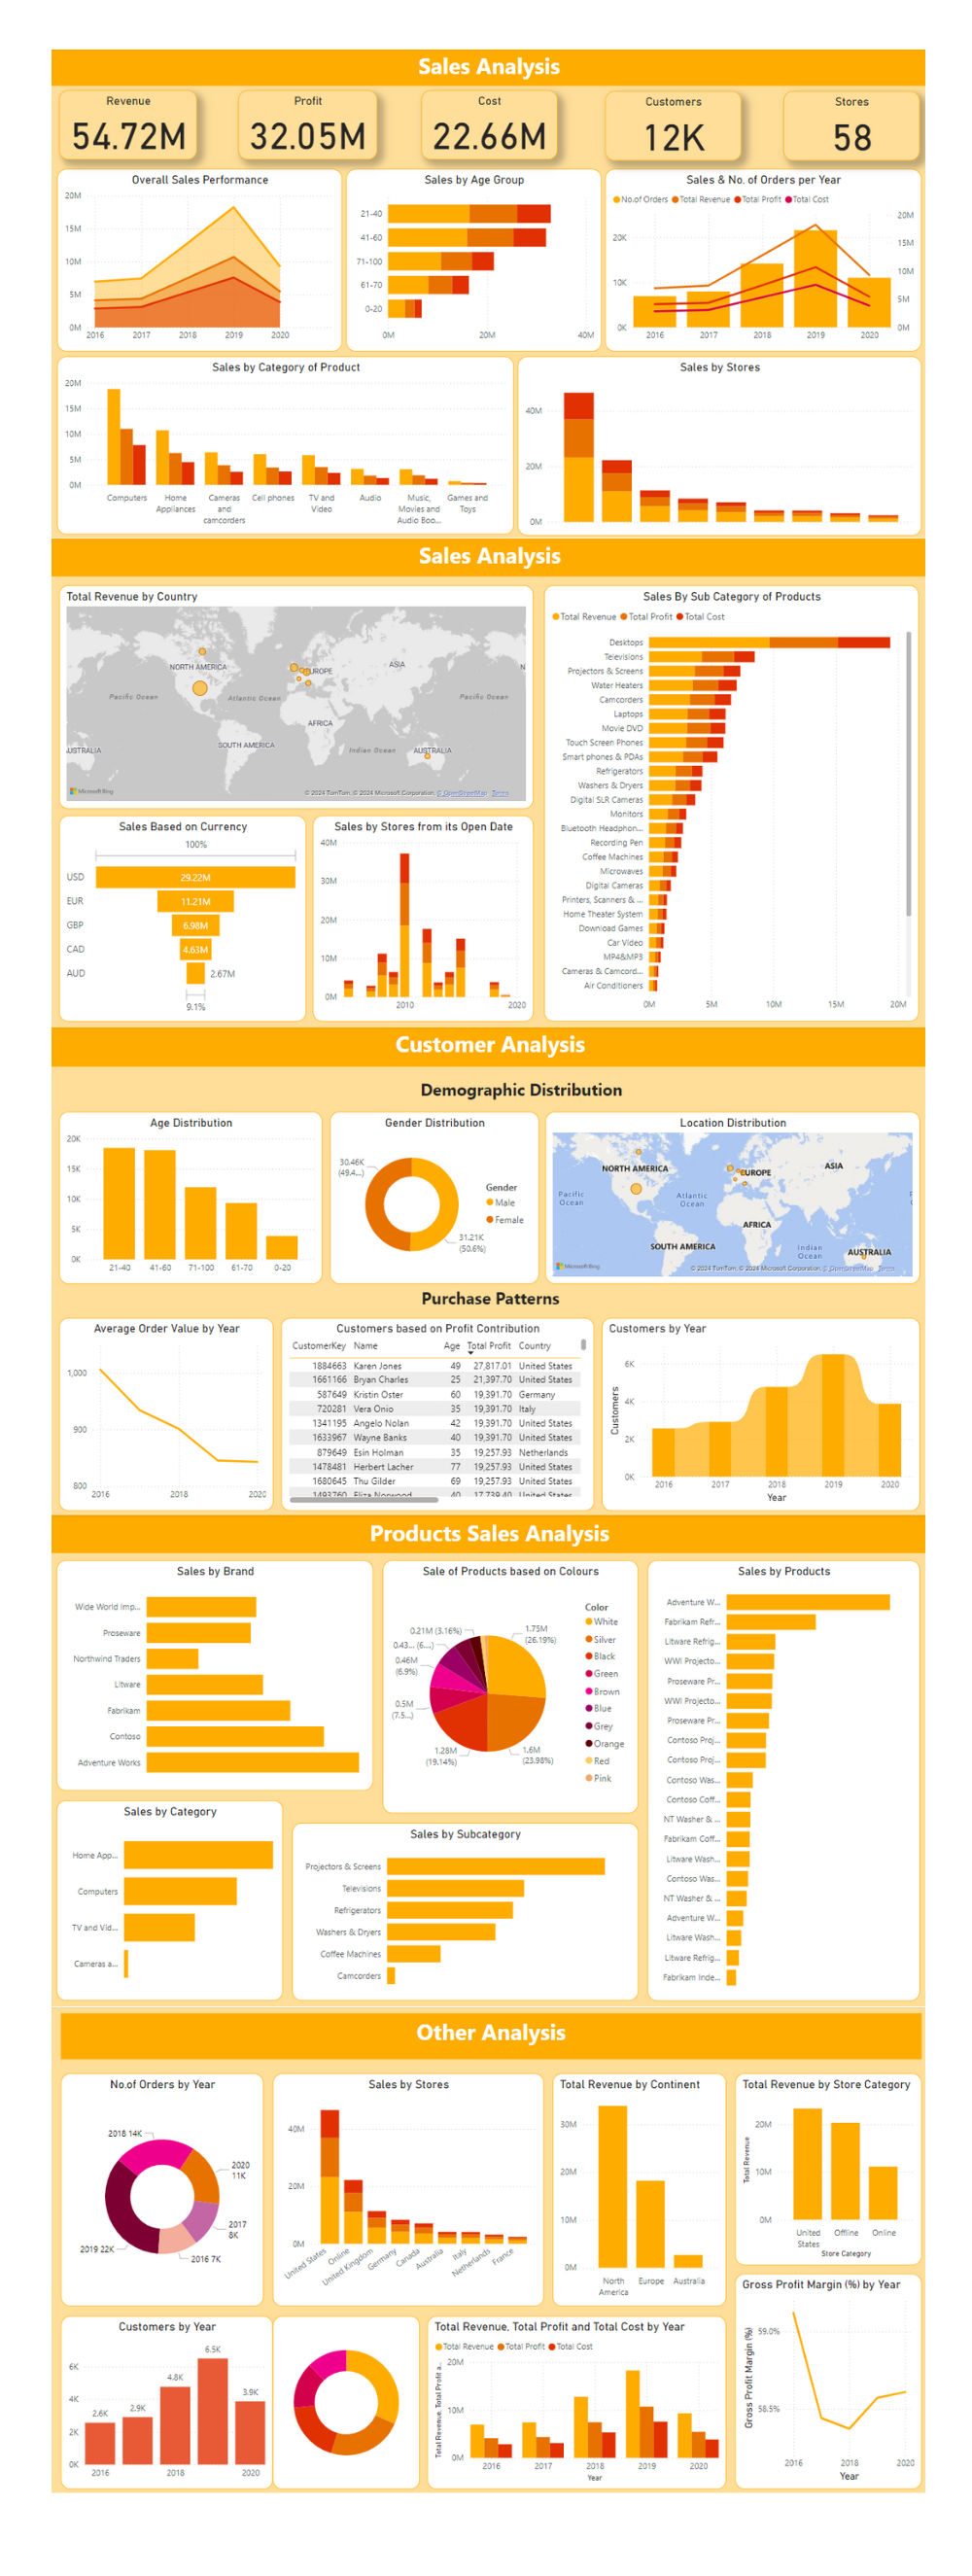 Sales Analysis
Revenue
54.72M
Profit
32.05M
Cost
22.66M
Customers
12K
Stores
58
Overall Sales Performance
20M
15M
10M
5M
0M
2016 2017 2018 2019 2020
Sales by Age Group
21-40
41-60
71-100
61-70
0-20
0M 20M 40M
Sales & No. of Orders per Year
No.of Orders Total Revenue Total Profit Total Cost
20K
10K
0K
20M
15M
10M
5M
0M
2016 2017 2018 2019 2020
Sales by Category of Product
20M
15M
10M
5M
0M
Computers
Home Appliances
Cameras and camcorders
Cell phones
TV and Video
Audio
Music, Movies and Audio Boo...
Games and Toys
Sales by Stores
40M
20M
0M
Sales Analysis
Total Revenue by Country
NORTH AMERICA
EUROPE
ASIA
Pacific Ocean
Atlantic Ocean
Pacific Ocean
AFRICA
SOUTH AMERICA
Indian Ocean
AUSTRALIA
AUSTRALIA
N
Microsoft Bing
© 2024 TomTom, © 2024 Microsoft Corporation, © OpenStreetMap Terms
Sales By Sub Category of Products
Total Revenue Total Profit Total Cost
Desktops
Televisions
Projectors & Screens
Water Heaters
Camcorders
Laptops
Movie DVD
Touch Screen Phones
Smart phones & PDAs
Refrigerators
Washers & Dryers
Digital SLR Cameras
Monitors
Bluetooth Headphon...
Recording Pen
Coffee Machines
Microwaves
Digital Cameras
Printers, Scanners & ...
Home Theater System
Download Games
Car Video
MP4&MP3
Cameras & Camcord...
Air Conditioners
0M 5M 10M 15M 20M
Sales Based on Currency
100%
USD 29.22M
EUR 11.21M
GBP 6.98M
CAD 4.63M
AUD 2.67M
9.1%
Sales by Stores from its Open Date
40M
30M
20M
10M
0M
2010 2020
Customer Analysis
Demographic Distribution
Age Distribution
20K
15K
10K
5K
0K
21-40 41-60 71-100 61-70 0-20
Gender Distribution
30.46K
(49.4...)
31.21K
(50.6%)
Gender
Male
Female
Location Distribution
NORTH AMERICA
EUROPE
ASIA
Pacific Ocean
Atlantic Ocean
AFRICA
SOUTH AMERICA
Indian Ocean
AUSTRALIA
Microsoft Bing
© 2024 TomTom, © 2024 Microsoft Corporation, © OpenStreetMap Terms
Purchase Patterns
Average Order Value by Year
1,000
900
800
2016 2018 2020
Customers based on Profit Contribution
CustomerKey Name Age Total Profit Country
1884663 Karen Jones 49 27,817.01 United States
1661166 Bryan Charles 25 21,397.70 United States
587649 Kristin Oster 60 19,391.70 Germany
720281 Vera Onio 35 19,391.70 Italy
1341195 Angelo Nolan 42 19,391.70 United States
1633967 Wayne Banks 40 19,391.70 United States
879649 Esin Holman 35 19,257.93 Netherlands
1478481 Herbert Lacher 77 19,257.93 United States
1680645 Thu Gilder 69 19,257.93 United States
1493760 Eliza Norwood 40 17,739.40 United States
Customers by Year
Customers
6K
4K
2K
0K
2016 2017 2018 2019 2020
Year
Products Sales Analysis
Sales by Brand
Wide World Imp...
Proseware
Northwind Traders
Litware
Fabrikam
Contoso
Adventure Works
Sale of Products based on Colours
0.21M (3.16%)
0.43... (6....)
0.46M
(6.9%)
0.5M
(7.5...)
1.28M
(19.14%)
1.6M
(23.98%)
1.75M
(26.19%)
Color
White
Silver
Black
Green
Brown
Blue
Grey
Orange
Red
Pink
Sales by Products
Adventure W...
Fabrikam Refr...
Litware Refrig...
WWI Projecto...
Proseware Pr...
WWI Projecto...
Proseware Pr...
Contoso Proj...
Contoso Proj...
Contoso Was...
Contoso Coff...
NT Washer & ...
Fabrikam Coff...
Litware Wash...
Contoso Was...
NT Washer & ...
Adventure W...
Litware Wash...
Litware Refrig...
Fabrikam Inde...
Sales by Category
Home App...
Computers
TV and Vid...
Cameras a...
Sales by Subcategory
Projectors & Screens
Televisions
Refrigerators
Washers & Dryers
Coffee Machines
Camcorders
Other Analysis
No.of Orders by Year
2018 14K
2020
11K
2017
8K
2016 7K
2019 22K
Sales by Stores
40M
20M
0M
United States
Online
United Kingdom
Germany
Canada
Australia
Italy
Netherlands
France
Total Revenue by Continent
30M
20M
10M
0M
North America
Europe
Australia
Total Revenue by Store Category
Total Revenue
20M
10M
0M
United States
Offline
Online
Store Category
Customers by Year
6K
4K
2K
0K
2.6K
2.9K
4.8K
6.5K
3.9K
2016 2018 2020
Total Revenue, Total Profit and Total Cost by Year
Total Revenue Total Profit Total Cost
Total Revenue, Total Profit a...
20M
10M
0M
2016 2017 2018 2019 2020
Year
Gross Profit Margin (%) by Year
Gross Profit Margin (%)
59.0%
58.5%
2016 2018 2020
Year